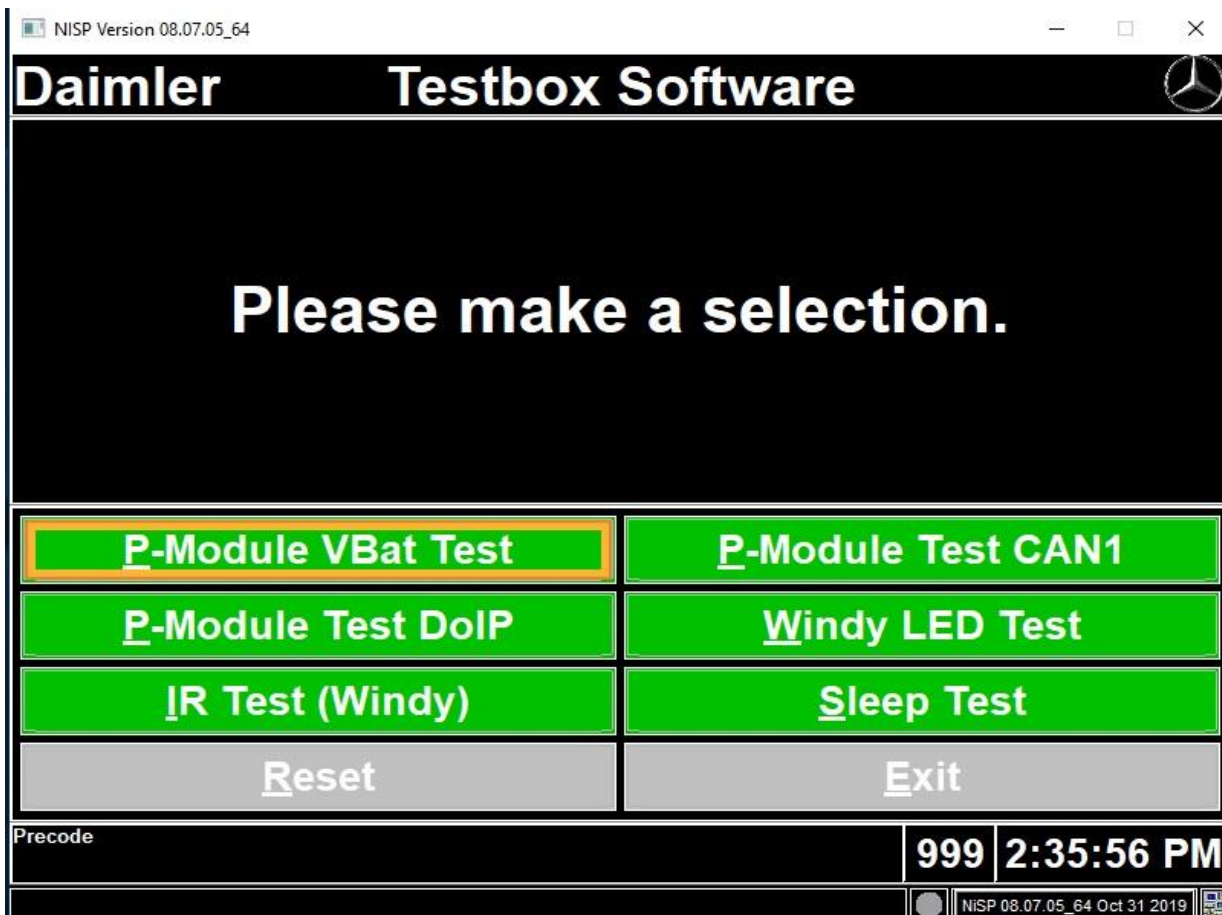 NISP Version 08.07.05_64
Daimler Testbox Software
Please make a selection.
P-Module VBat Test
P-Module Test CAN1
P-Module Test DoIP
Windy LED Test
IR Test (Windy)
Sleep Test
Reset
Exit
Precode
999
2:35:56 PM
NiSP 08.07.05_64 Oct 31 2019